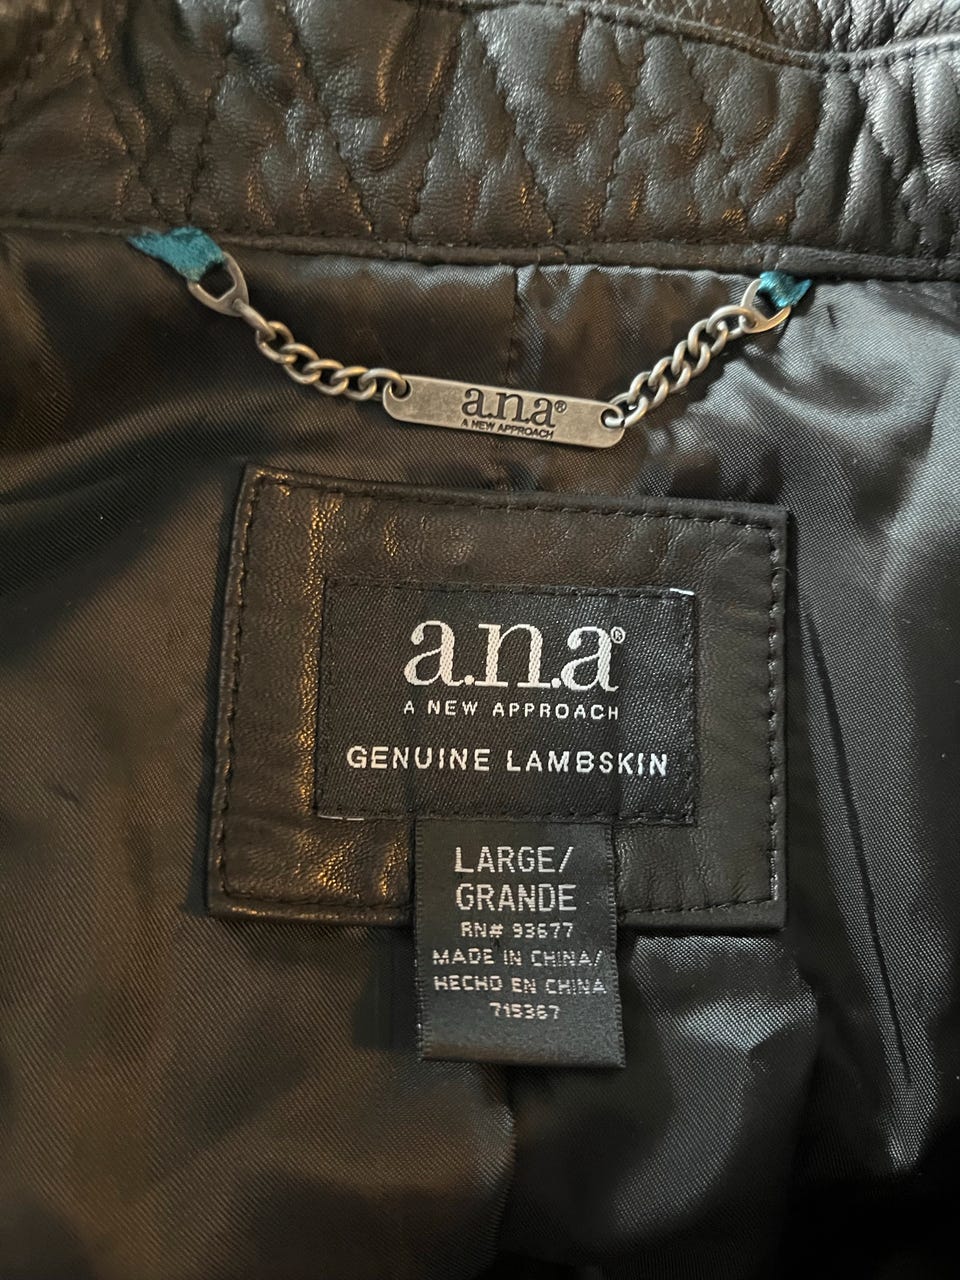 a.n.a®
A NEW APPROACH
a.n.a®
A NEW APPROACH
GENUINE LAMBSKIN
LARGE/
GRANDE
RN# 93677
MADE IN CHINA/
HECHO EN CHINA
715367